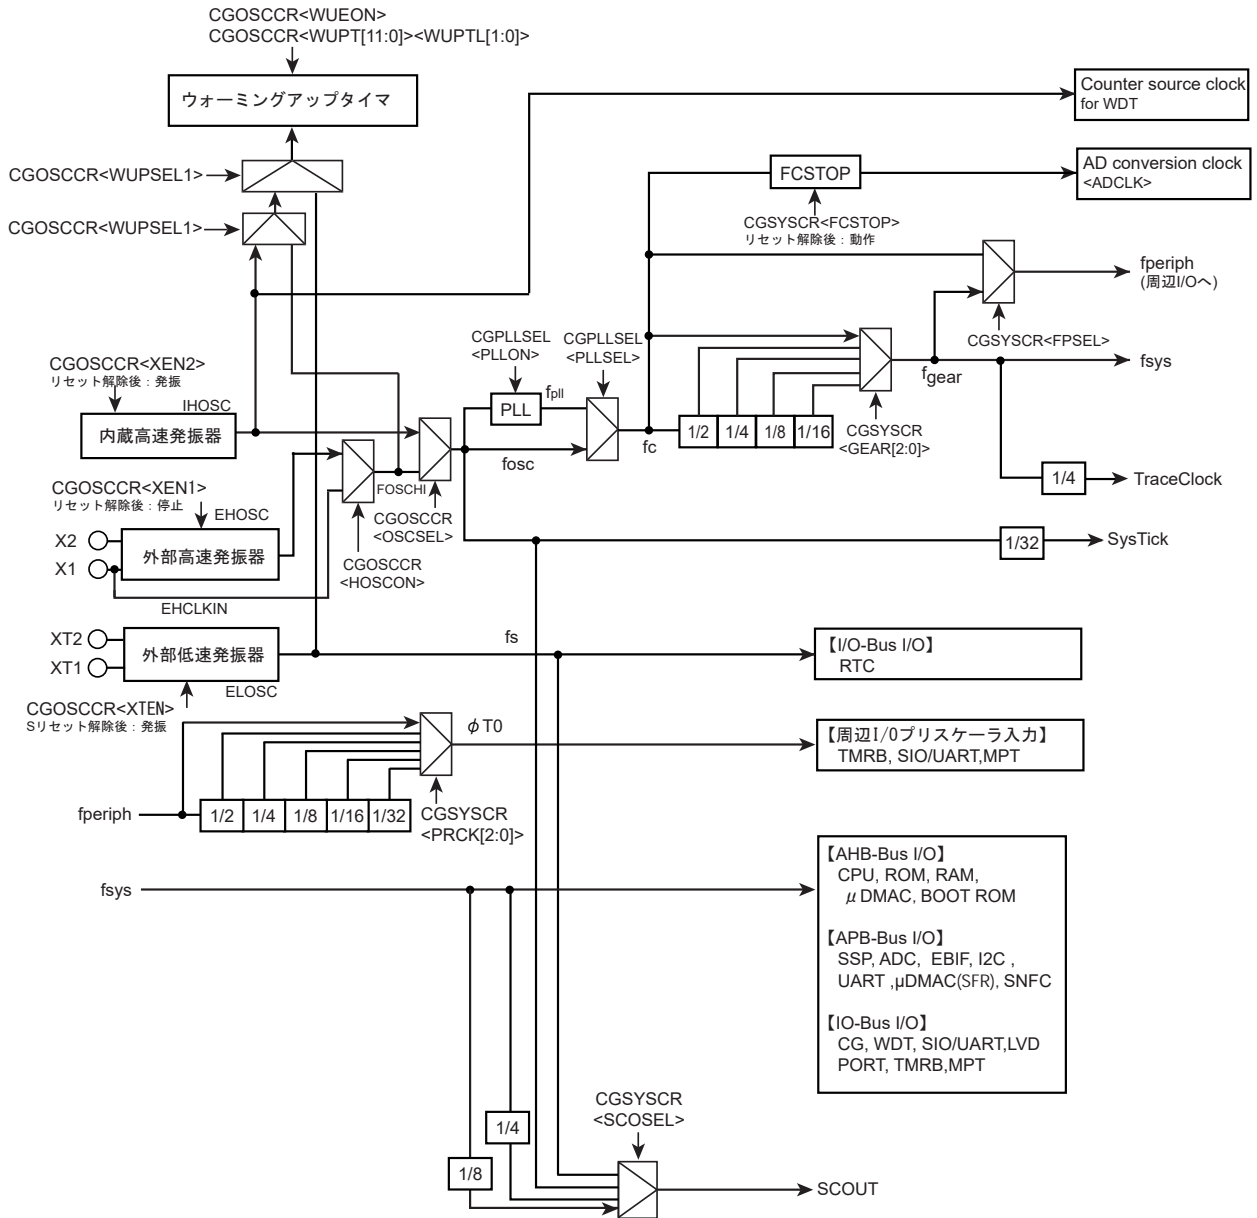 CGOSCCR<WUEON>
CGOSCCR<WUPT[11:0]><WUPTL[1:0]>
ウォーミングアップタイマ
Counter source clock
for WDT
CGOSCCR<WUPSEL1>
FCSTOP
AD conversion clock
<ADCLK>
CGOSCCR<WUPSEL1>
CGSYSCR<FCSTOP>
リセット解除後：動作
fperiph
(周辺I/Oへ)
CGSYSCR<FPSEL>
CGPLLSEL
<PLLON>
CGPLLSEL
<PLLSEL>
CGOSCCR<XEN2>
リセット解除後：発振
IHOSC
内蔵高速発振器
fpll
PLL
fosc
fc
1/2
1/4
1/8
1/16
fgear
fsys
CGSYSCR
<GEAR[2:0]>
1/4
TraceClock
CGOSCCR<XEN1>
リセット解除後：停止
EHOSC
X2
X1
外部高速発振器
EHCLKIN
FOSCHI
CGOSCCR
<OSCSEL>
CGOSCCR
<HOSCON>
1/32
SysTick
XT2
XT1
外部低速発振器
ELOSC
fs
【I/O-Bus I/O】
RTC
CGOSCCR<XTEN>
Sリセット解除後：発振
φT0
【周辺I/Oプリスケーラ入力】
TMRB, SIO/UART,MPT
fperiph
1/2
1/4
1/8
1/16
1/32
CGSYSCR
<PRCK[2:0]>
fsys
【AHB-Bus I/O】
CPU, ROM, RAM,
μ DMAC, BOOT ROM
【APB-Bus I/O】
SSP, ADC, EBIF, I2C ,
UART ,μDMAC(SFR), SNFC
【IO-Bus I/O】
CG, WDT, SIO/UART,LVD
PORT, TMRB,MPT
CGSYSCR
<SCOSEL>
1/4
1/8
SCOUT